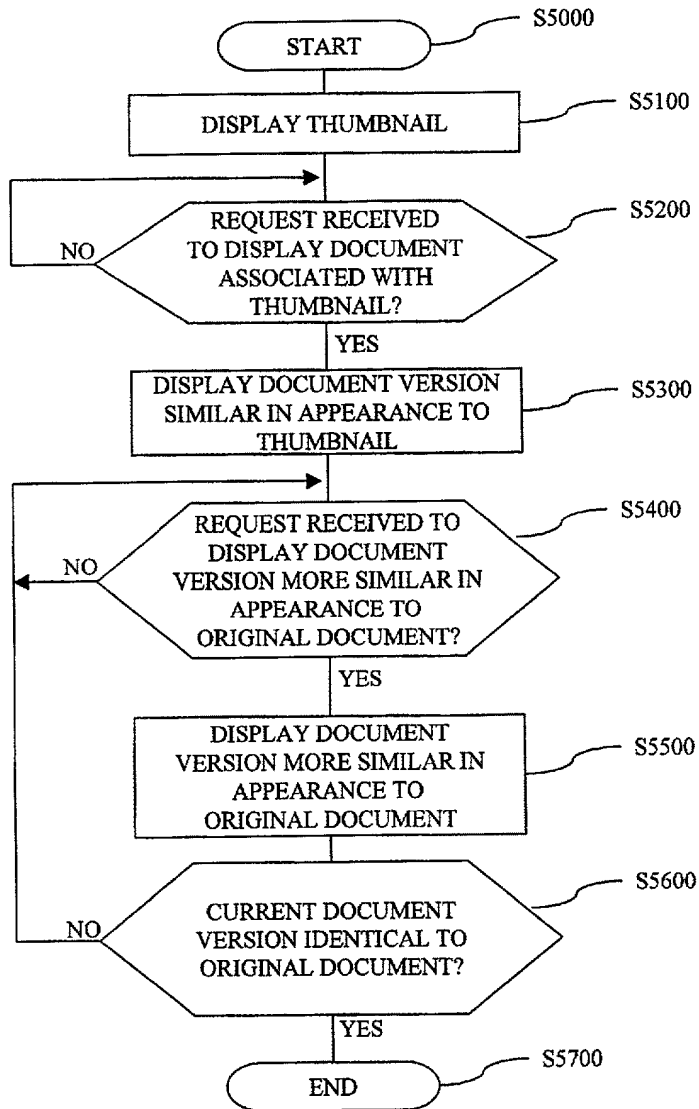 START
S5000
DISPLAY THUMBNAIL
S5100
REQUEST RECEIVED
TO DISPLAY DOCUMENT
ASSOCIATED WITH
THUMBNAIL?
S5200
NO
YES
DISPLAY DOCUMENT VERSION
SIMILAR IN APPEARANCE TO
THUMBNAIL
S5300
REQUEST RECEIVED TO
DISPLAY DOCUMENT
VERSION MORE SIMILAR IN
APPEARANCE TO
ORIGINAL DOCUMENT?
S5400
NO
YES
DISPLAY DOCUMENT
VERSION MORE SIMILAR IN
APPEARANCE TO
ORIGINAL DOCUMENT
S5500
CURRENT DOCUMENT
VERSION IDENTICAL TO
ORIGINAL DOCUMENT?
S5600
NO
YES
END
S5700